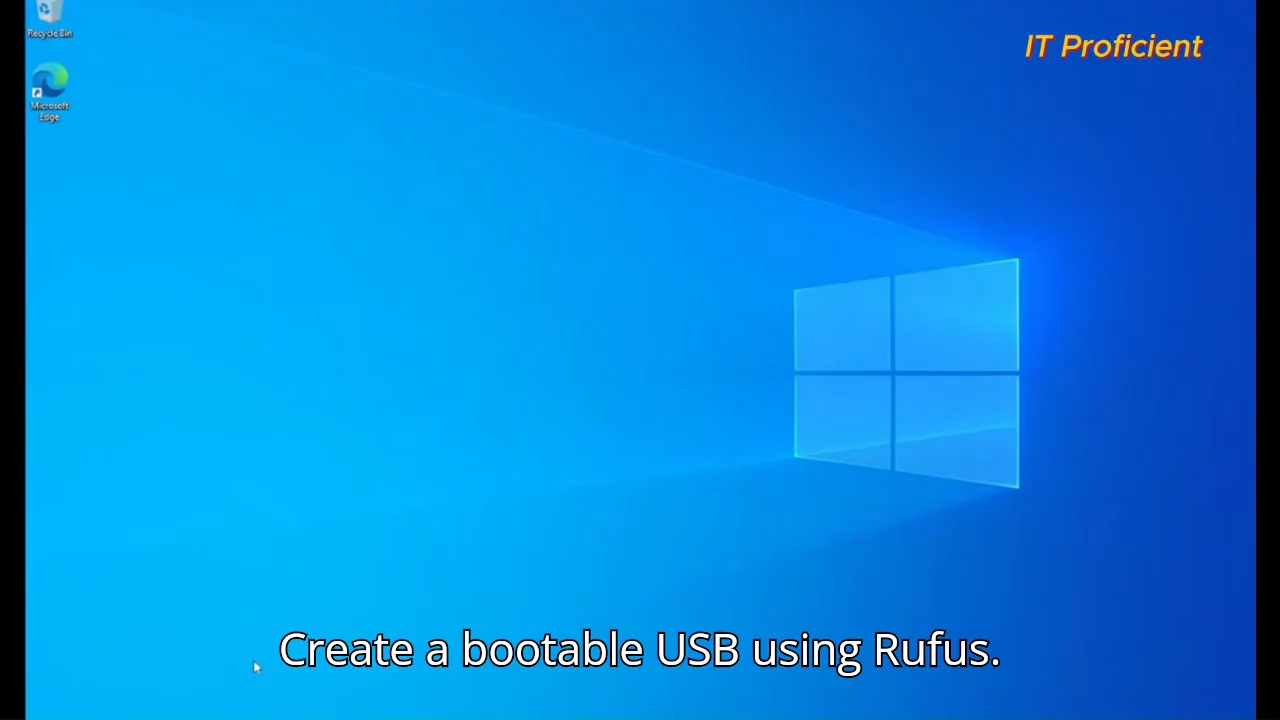 Recycle Bin
IT Proficient
Microsoft
Edge
Create a bootable USB using Rufus.